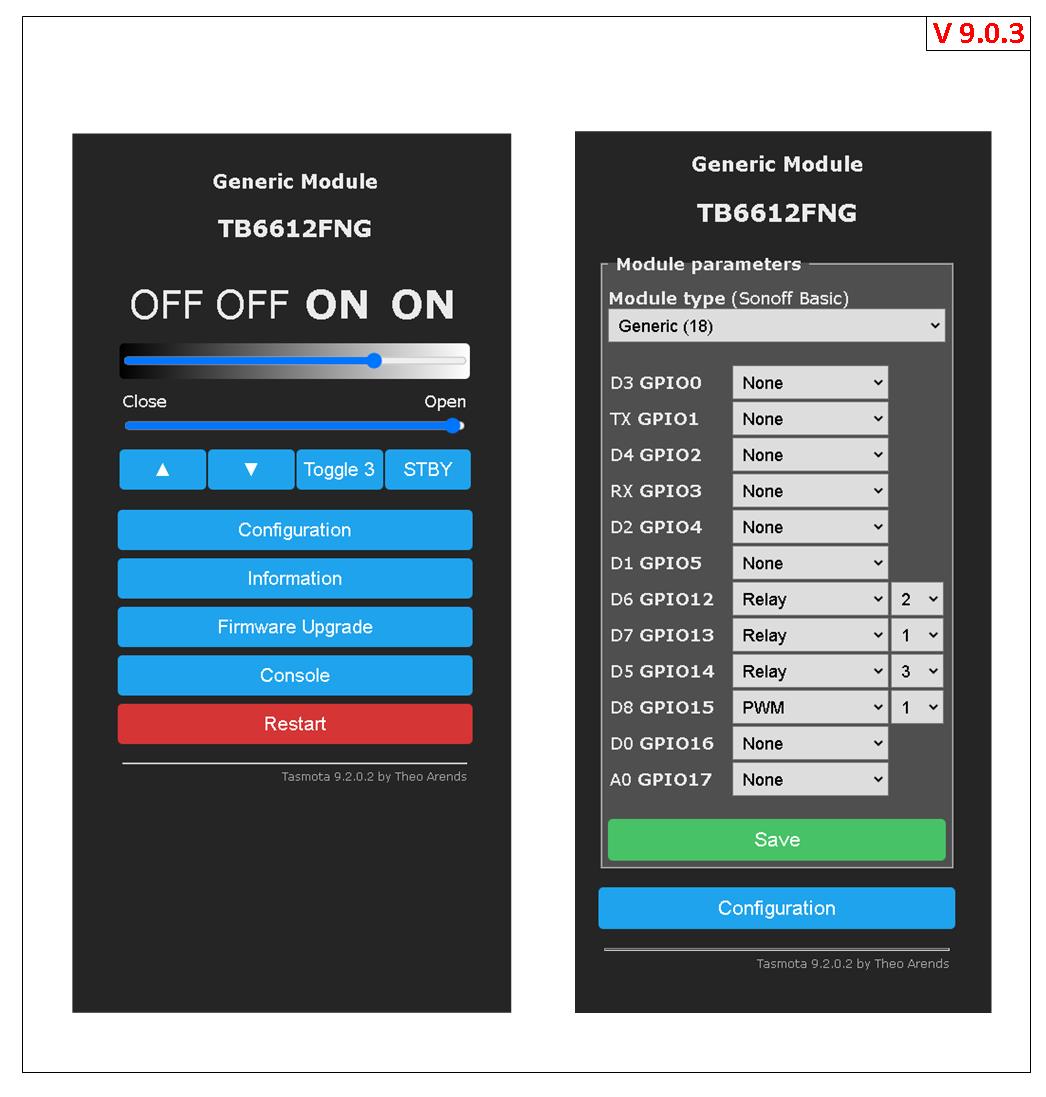 V 9.0.3
Generic Module
TB6612FNG
OFF OFF ON ON
Close Open
▲ ▼ Toggle 3 STBY
Configuration
Information
Firmware Upgrade
Console
Restart
Tasmota 9.2.0.2 by Theo Arends
Generic Module
TB6612FNG
Module parameters
Module type (Sonoff Basic)
Generic (18)
D3 GPIO0 None
TX GPIO1 None
D4 GPIO2 None
RX GPIO3 None
D2 GPIO4 None
D1 GPIO5 None
D6 GPIO12 Relay 2
D7 GPIO13 Relay 1
D5 GPIO14 Relay 3
D8 GPIO15 PWM 1
D0 GPIO16 None
A0 GPIO17 None
Save
Configuration
Tasmota 9.2.0.2 by Theo Arends